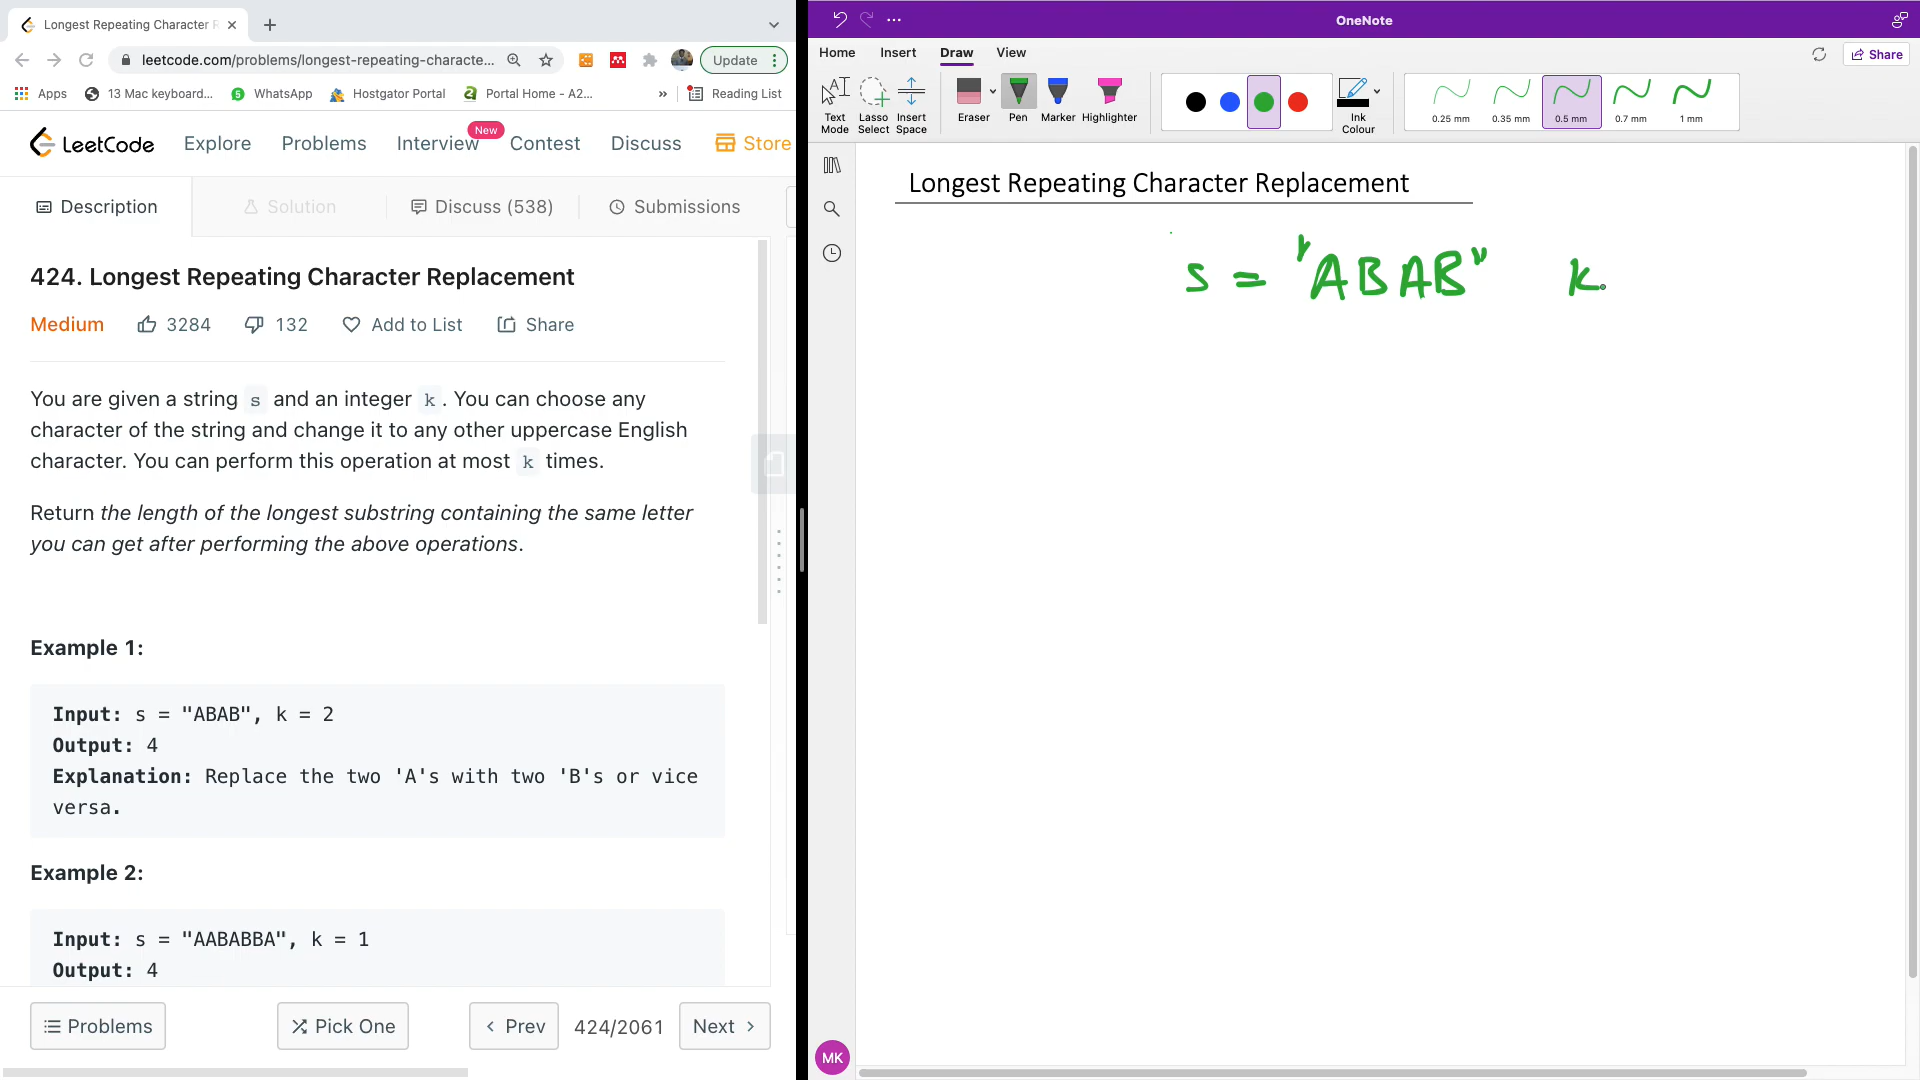 Longest Repeating Character R
leetcode.com/problems/longest-repeating-characte...
Update
Apps
13 Mac keyboard...
WhatsApp
Hostgator Portal
Portal Home - A2...
»
Reading List
LeetCode
Explore
Problems
Interview
New
Contest
Discuss
Store
Description
Solution
Discuss (538)
Submissions
424. Longest Repeating Character Replacement
Medium
3284
132
Add to List
Share
You are given a string s and an integer k. You can choose any
character of the string and change it to any other uppercase English
character. You can perform this operation at most k times.
Return the length of the longest substring containing the same letter
you can get after performing the above operations.
Example 1:
Input: s = "ABAB", k = 2
Output: 4
Explanation: Replace the two 'A's with two 'B's or vice
versa.
Example 2:
Input: s = "AABABBA", k = 1
Output: 4
Problems
Pick One
Prev
424/2061
Next
OneNote
Home
Insert
Draw
View
Share
Text
Mode
Lasso
Select
Insert
Space
Eraser
Pen
Marker
Highlighter
Ink
Colour
0.25 mm
0.35 mm
0.5 mm
0.7 mm
1 mm
Longest Repeating Character Replacement
s = "ABAB" k
MK